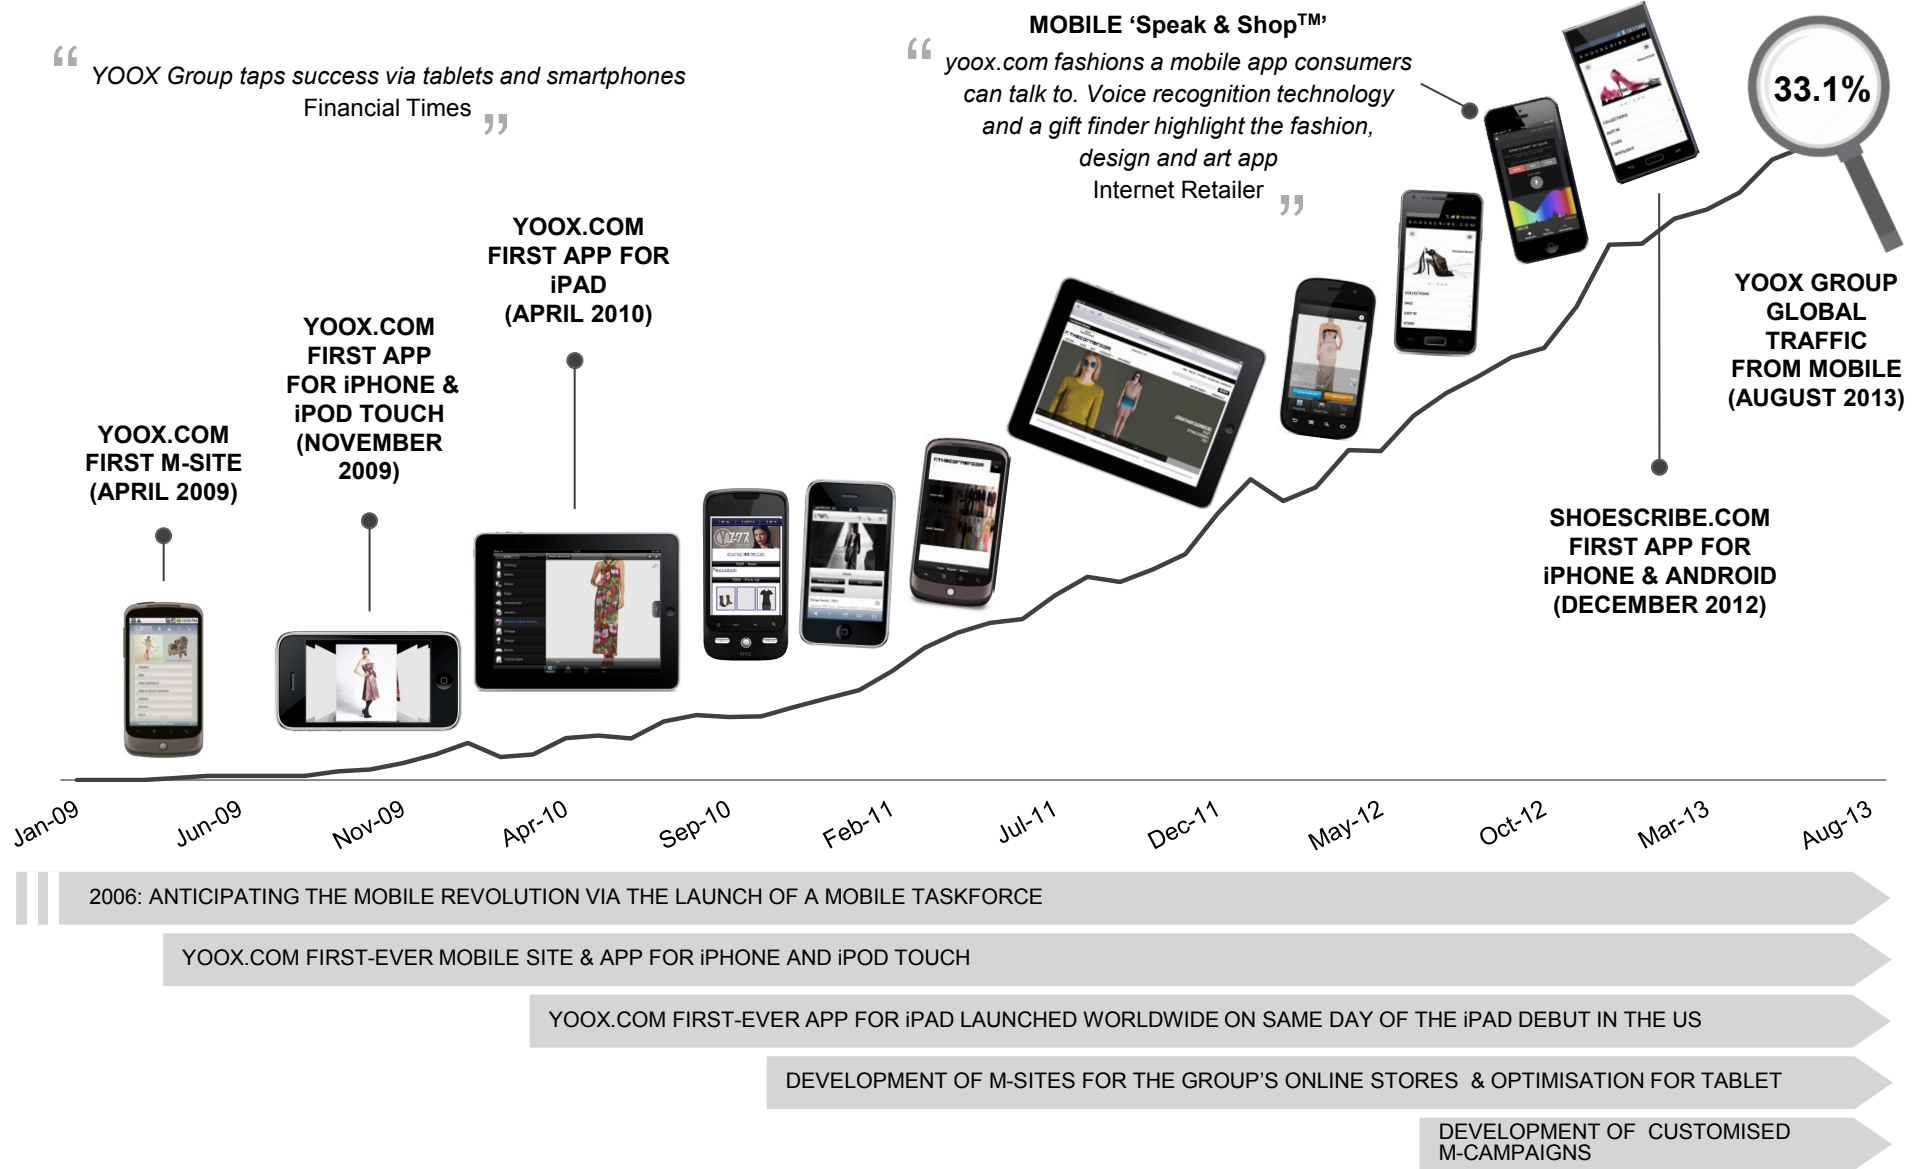 “
YOOX Group taps success via tablets and smartphones
Financial Times
”
MOBILE ‘Speak & Shop™’
“
yoox.com fashions a mobile app consumers
can talk to. Voice recognition technology
and a gift finder highlight the fashion,
design and art app
Internet Retailer
”
33.1%
YOOX GROUP
GLOBAL
TRAFFIC
FROM MOBILE
(AUGUST 2013)
YOOX.COM
FIRST M-SITE
(APRIL 2009)
YOOX.COM
FIRST APP
FOR iPHONE &
iPOD TOUCH
(NOVEMBER
2009)
YOOX.COM
FIRST APP FOR
iPAD
(APRIL 2010)
SHOESCRIBE.COM
FIRST APP FOR
iPHONE & ANDROID
(DECEMBER 2012)
SHOESCRIBE.COM
COLLECTIONS
SHOESCRIBE.COM
COLLECTIONS
Jan-09
Jun-09
Nov-09
Apr-10
Sep-10
Feb-11
Jul-11
Dec-11
May-12
Oct-12
Mar-13
Aug-13
2006: ANTICIPATING THE MOBILE REVOLUTION VIA THE LAUNCH OF A MOBILE TASKFORCE
YOOX.COM FIRST-EVER MOBILE SITE & APP FOR iPHONE AND iPOD TOUCH
YOOX.COM FIRST-EVER APP FOR iPAD LAUNCHED WORLDWIDE ON SAME DAY OF THE iPAD DEBUT IN THE US
DEVELOPMENT OF M-SITES FOR THE GROUP’S ONLINE STORES & OPTIMISATION FOR TABLET
DEVELOPMENT OF CUSTOMISED
M-CAMPAIGNS